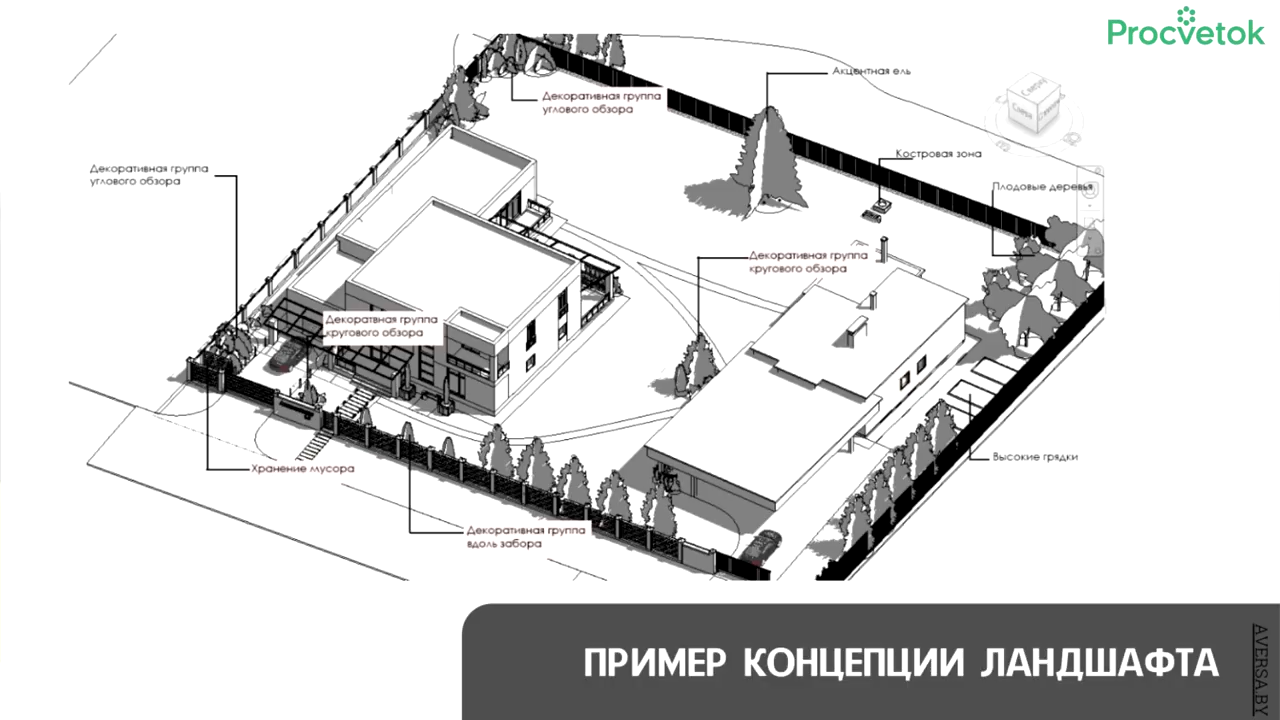 Procvetok
Акцентная ель
Декоративная группа
углового обзора
Костровая зона
Декоративная группа
углового обзора
Плодовые деревья
Декоративная группа
кругового обзора
Декоратвная группа
кругового обзора
Высокие грядки
Хранение мусора
Декоративная группа
вдоль забора
ПРИМЕР КОНЦЕПЦИИ ЛАНДШАФТА
AVERSA.BY